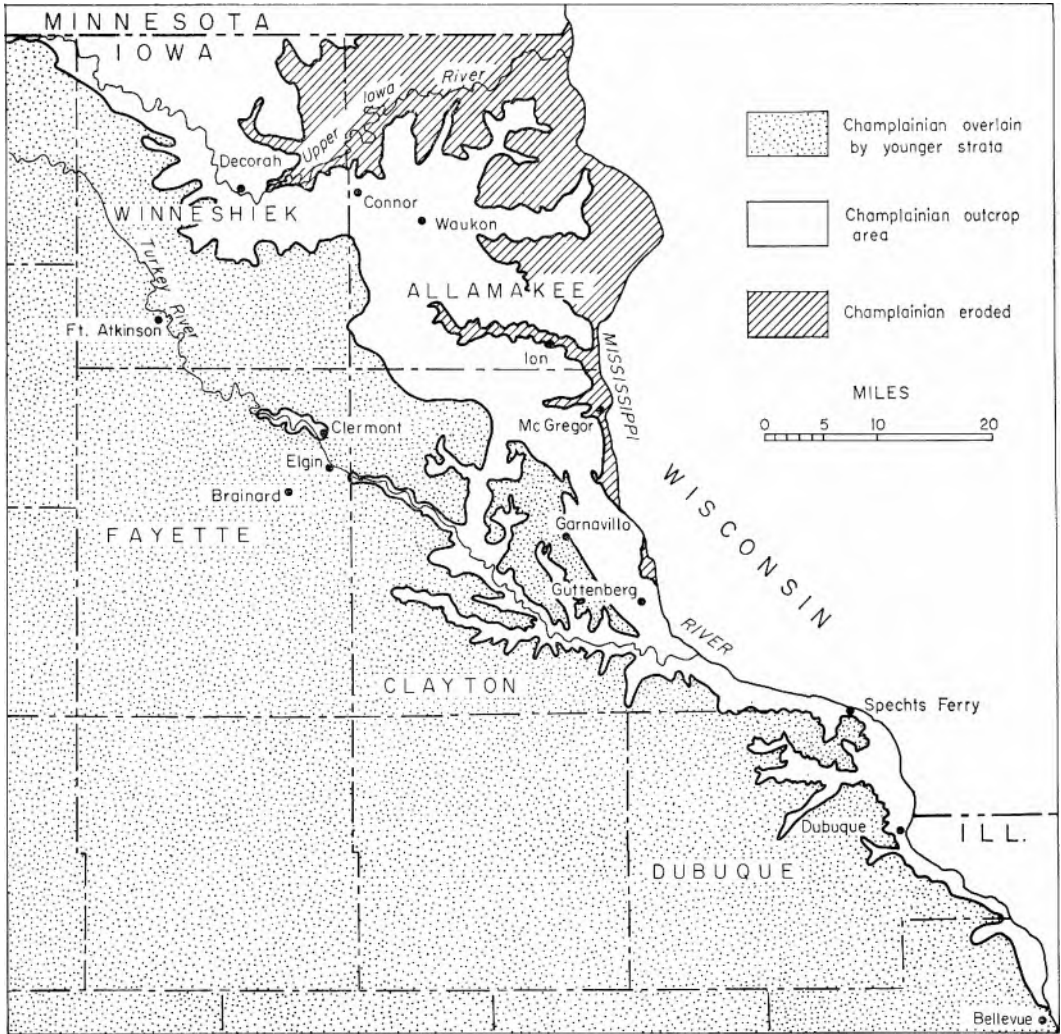 MINNESOTA
IOWA
Upper Iowa River
Decorah
WINNESHIEK
Connor
Waukon
Turkey River
Ft. Atkinson
ALLAMAKEE
Ion
MISSISSIPPI
Mc Gregor
Clermont
Elgin
Brainard
FAYETTE
Garnavillo
Guttenberg
WISCONSIN
RIVER
CLAYTON
Spechts Ferry
Dubuque
ILL.
DUBUQUE
Bellevue
Champlainian overlain
by younger strata
Champlainian outcrop
area
Champlainian eroded
MILES
0 5 10 20